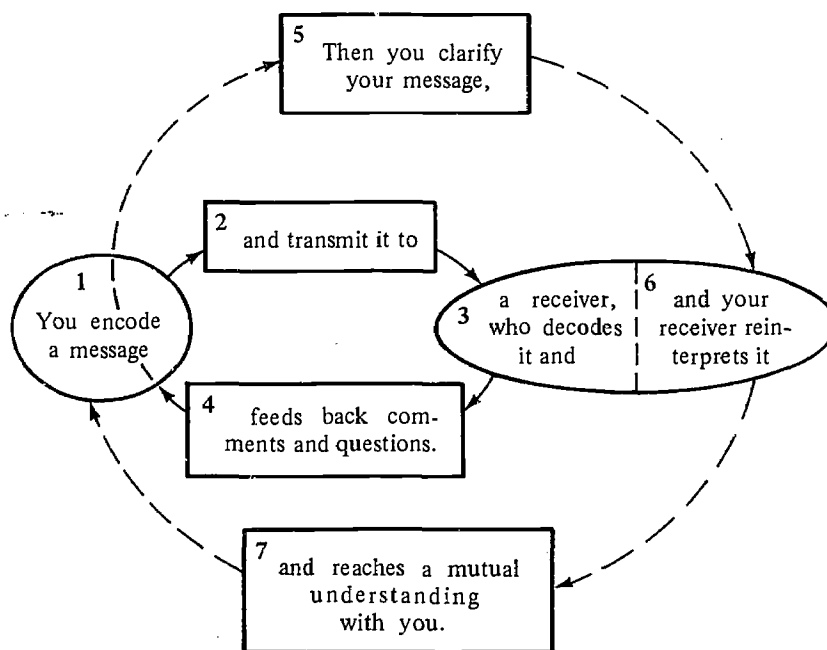 1
You encode
a message
2
and transmit it to
3
a receiver,
who decodes
it and
4
feeds back com-
ments and questions.
5
Then you clarify
your message,
6
and your
receiver rein-
terprets it
7
and reaches a mutual
understanding
with you.